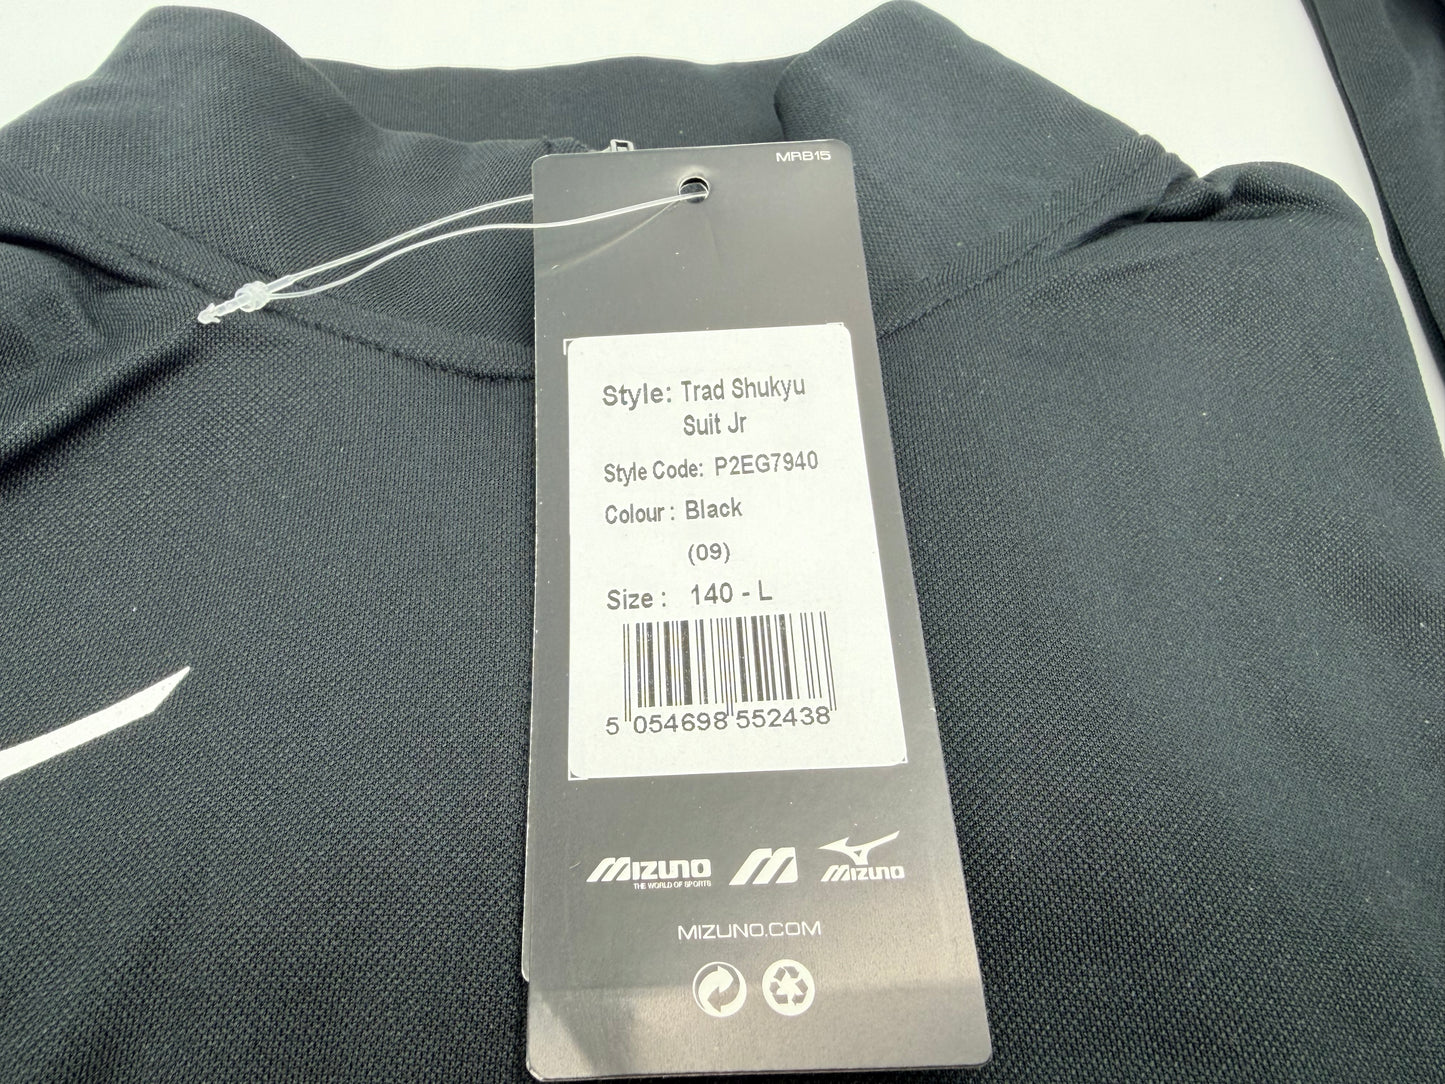 MRB15
Style: Trad Shukyu
Suit Jr
Style Code: P2EG7940
Colour : Black
(09)
Size : 140 - L
5 054698 552438
MIZUNO
THE WORLD OF SPORTS
MIZUNO
MIZUNO.COM